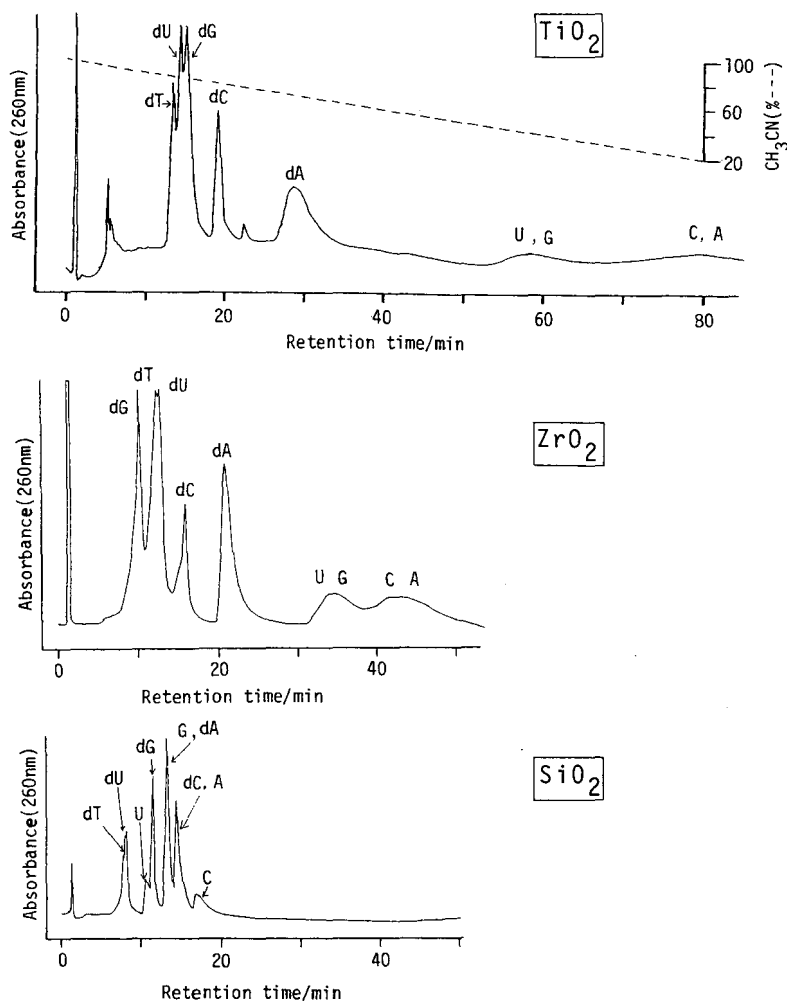 TiO2
dU dG
dT
dC
dA
U , G
C, A
100
60
20
CH3CN(%---)
Absorbance(260nm)
0 20 40 60 80
Retention time/min
ZrO2
dT
dG dU
dC
dA
U G
C A
Absorbance(260nm)
0 20 40
Retention time/min
SiO2
G , dA
dG
dU
dT U
dC, A
C
Absorbance(260nm)
0 20 40
Retention time/min